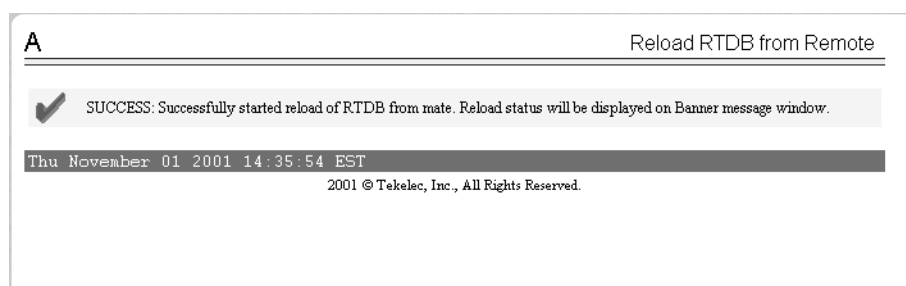 A
Reload RTDB from Remote
SUCCESS: Successfully started reload of RTDB from mate. Reload status will be displayed on Banner message window.
Thu November 01 2001 14:35:54 EST
2001 © Tekelec, Inc., All Rights Reserved.